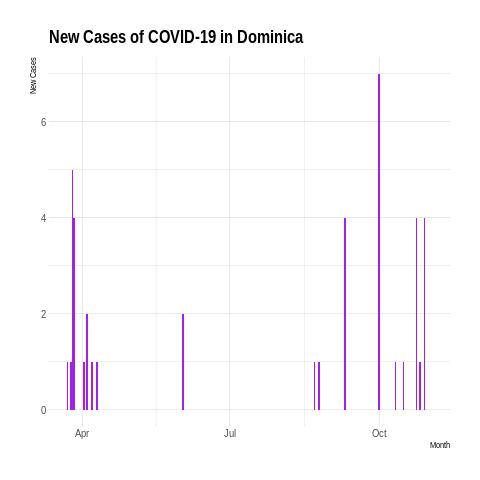 New Cases of COVID-19 in Dominica
New Cases
6
4
2
0
Apr Jul Oct
Month